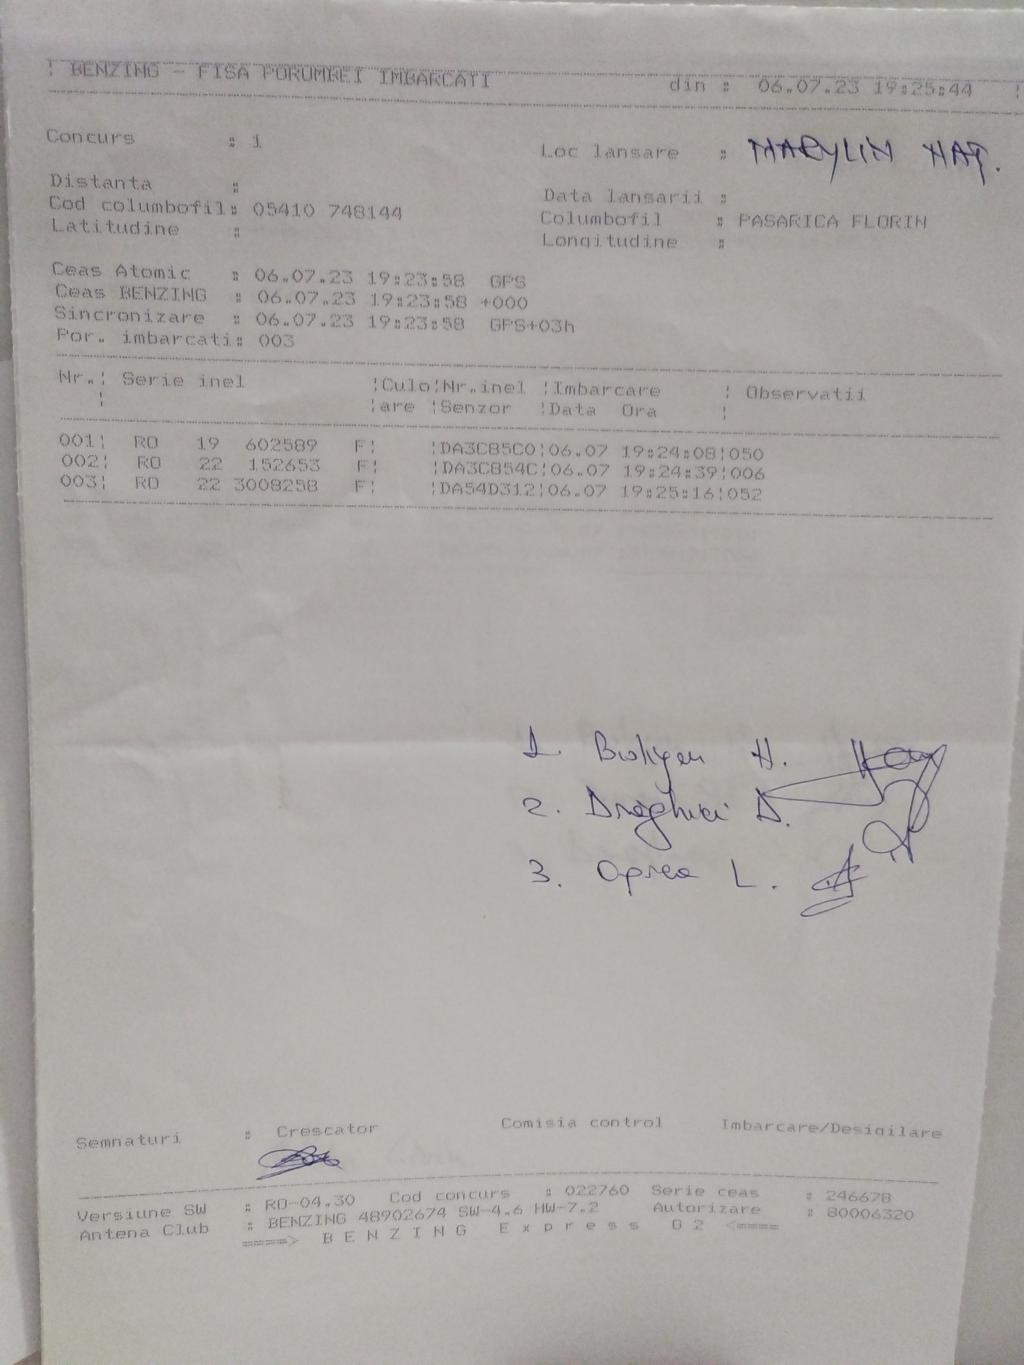 ! BENZING - FISA PORUMBEI IMBARCATI din : 06.07.23 19:25:44 !
Concurs : 1
Loc lansare : MARYLIN NAȚ.
Distanta :
Data lansarii :
Cod columbofil: 05410 748144
Columbofil : PASARICA FLORIN
Latitudine :
Longitudine :
Ceas Atomic : 06.07.23 19:23:58 GPS
Ceas BENZING : 06.07.23 19:23:58 +000
Sincronizare : 06.07.23 19:23:58 GPS+03h
Por. imbarcati: 003
Nr.¦ Serie inel ¦Culo¦Nr.inel ¦Imbarcare ¦ Observatii
¦ ¦are ¦Senzor ¦Data Ora ¦
001¦ RO 19 602589 F¦ ¦DA3C85C0¦06.07 19:24:08¦050
002¦ RO 22 152653 F¦ ¦DA3C854C¦06.07 19:24:39¦006
003¦ RO 22 3008258 F¦ ¦DA54D312¦06.07 19:25:16¦052
1. H.
2. Draghici D.
3. Oprea L.
Semnaturi : Crescator Comisia control Imbarcare/Desigilare
Versiune SW : RO-04.30 Cod concurs : 022760 Serie ceas : 246678
Antena Club : BENZING 48902674 SW-4.6 HW-7.2 Autorizare : 80006320
====> B E N Z I N G E x p r e s s G 2 <====